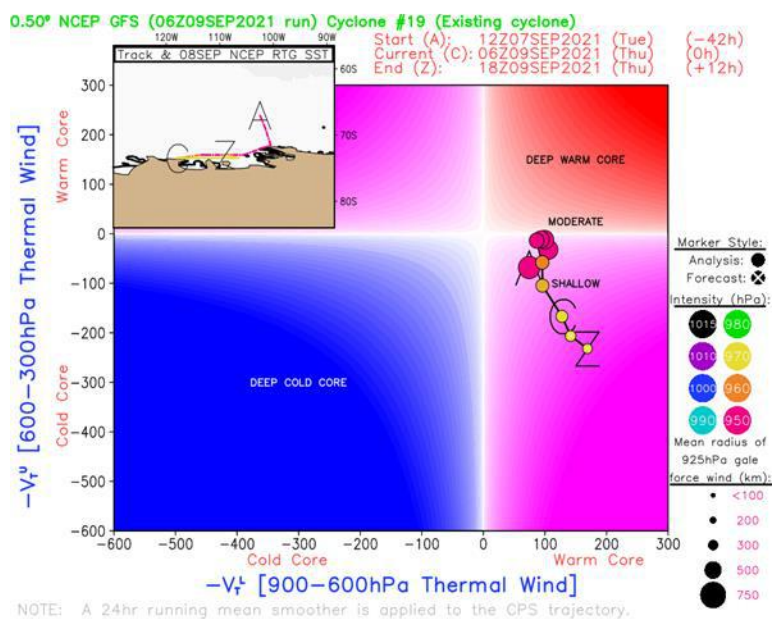 0.50° NCEP GFS (06Z09SEP2021 run) Cyclone #19 (Existing cyclone)
Start (A): 12Z07SEP2021 (Tue) (-42h)
Current (C): 06Z09SEP2021 (Thu) (0h)
End (Z): 18Z09SEP2021 (Thu) (+12h)
120W 110W 100W 90W
Track & 08SEP NCEP RTG SST
60S
70S
80S
A
C Z
300
200
100
0
-100
-200
-300
-400
-500
-600
-V_T^U [600-300hPa Thermal Wind]
Warm Core
Cold Core
DEEP WARM CORE
MODERATE
SHALLOW
DEEP COLD CORE
A
C
Z
-600 -500 -400 -300 -200 -100 0 100 200 300
Cold Core Warm Core
-V_T^L [900-600hPa Thermal Wind]
Marker Style:
Analysis:
Forecast:
Intensity (hPa):
1015 980
1010 970
1000 960
990 950
Mean radius of
925hPa gale
force wind (km):
<100
200
300
500
750
NOTE: A 24hr running mean smoother is applied to the CPS trajectory.